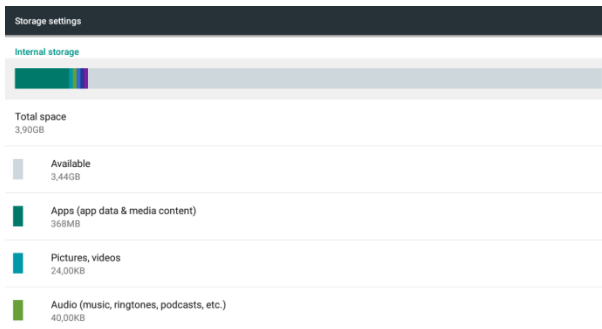 Storage settings
Internal storage
Total space
3,90GB
Available
3,44GB
Apps (app data & media content)
368MB
Pictures, videos
24,00KB
Audio (music, ringtones, podcasts, etc.)
40,00KB